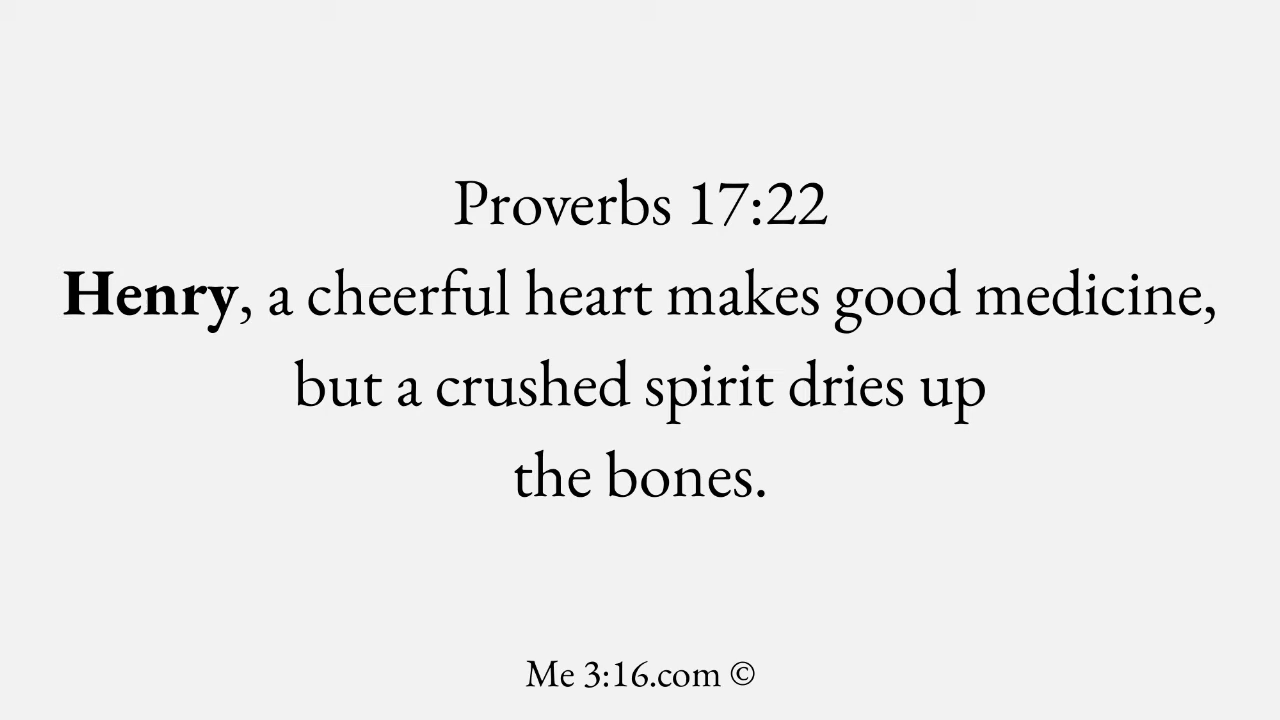 Proverbs 17:22
Henry, a cheerful heart makes good medicine,
but a crushed spirit dries up
the bones.
Me 3:16.com ©